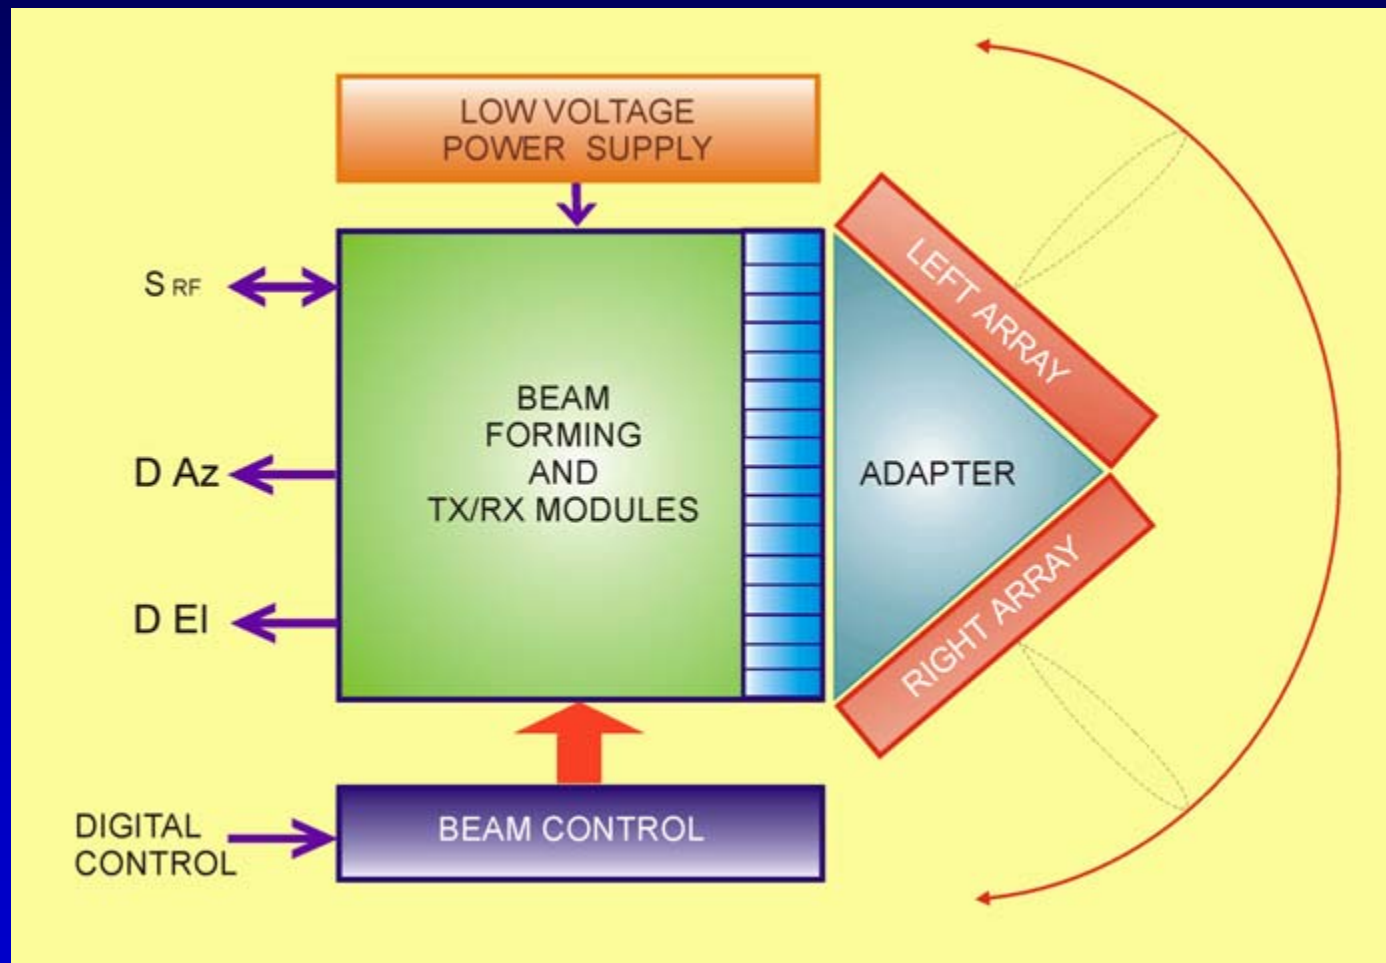 LOW VOLTAGE
POWER SUPPLY
S RF
D Az
D El
BEAM
FORMING
AND
TX/RX MODULES
ADAPTER
LEFT ARRAY
RIGHT ARRAY
DIGITAL
CONTROL
BEAM CONTROL